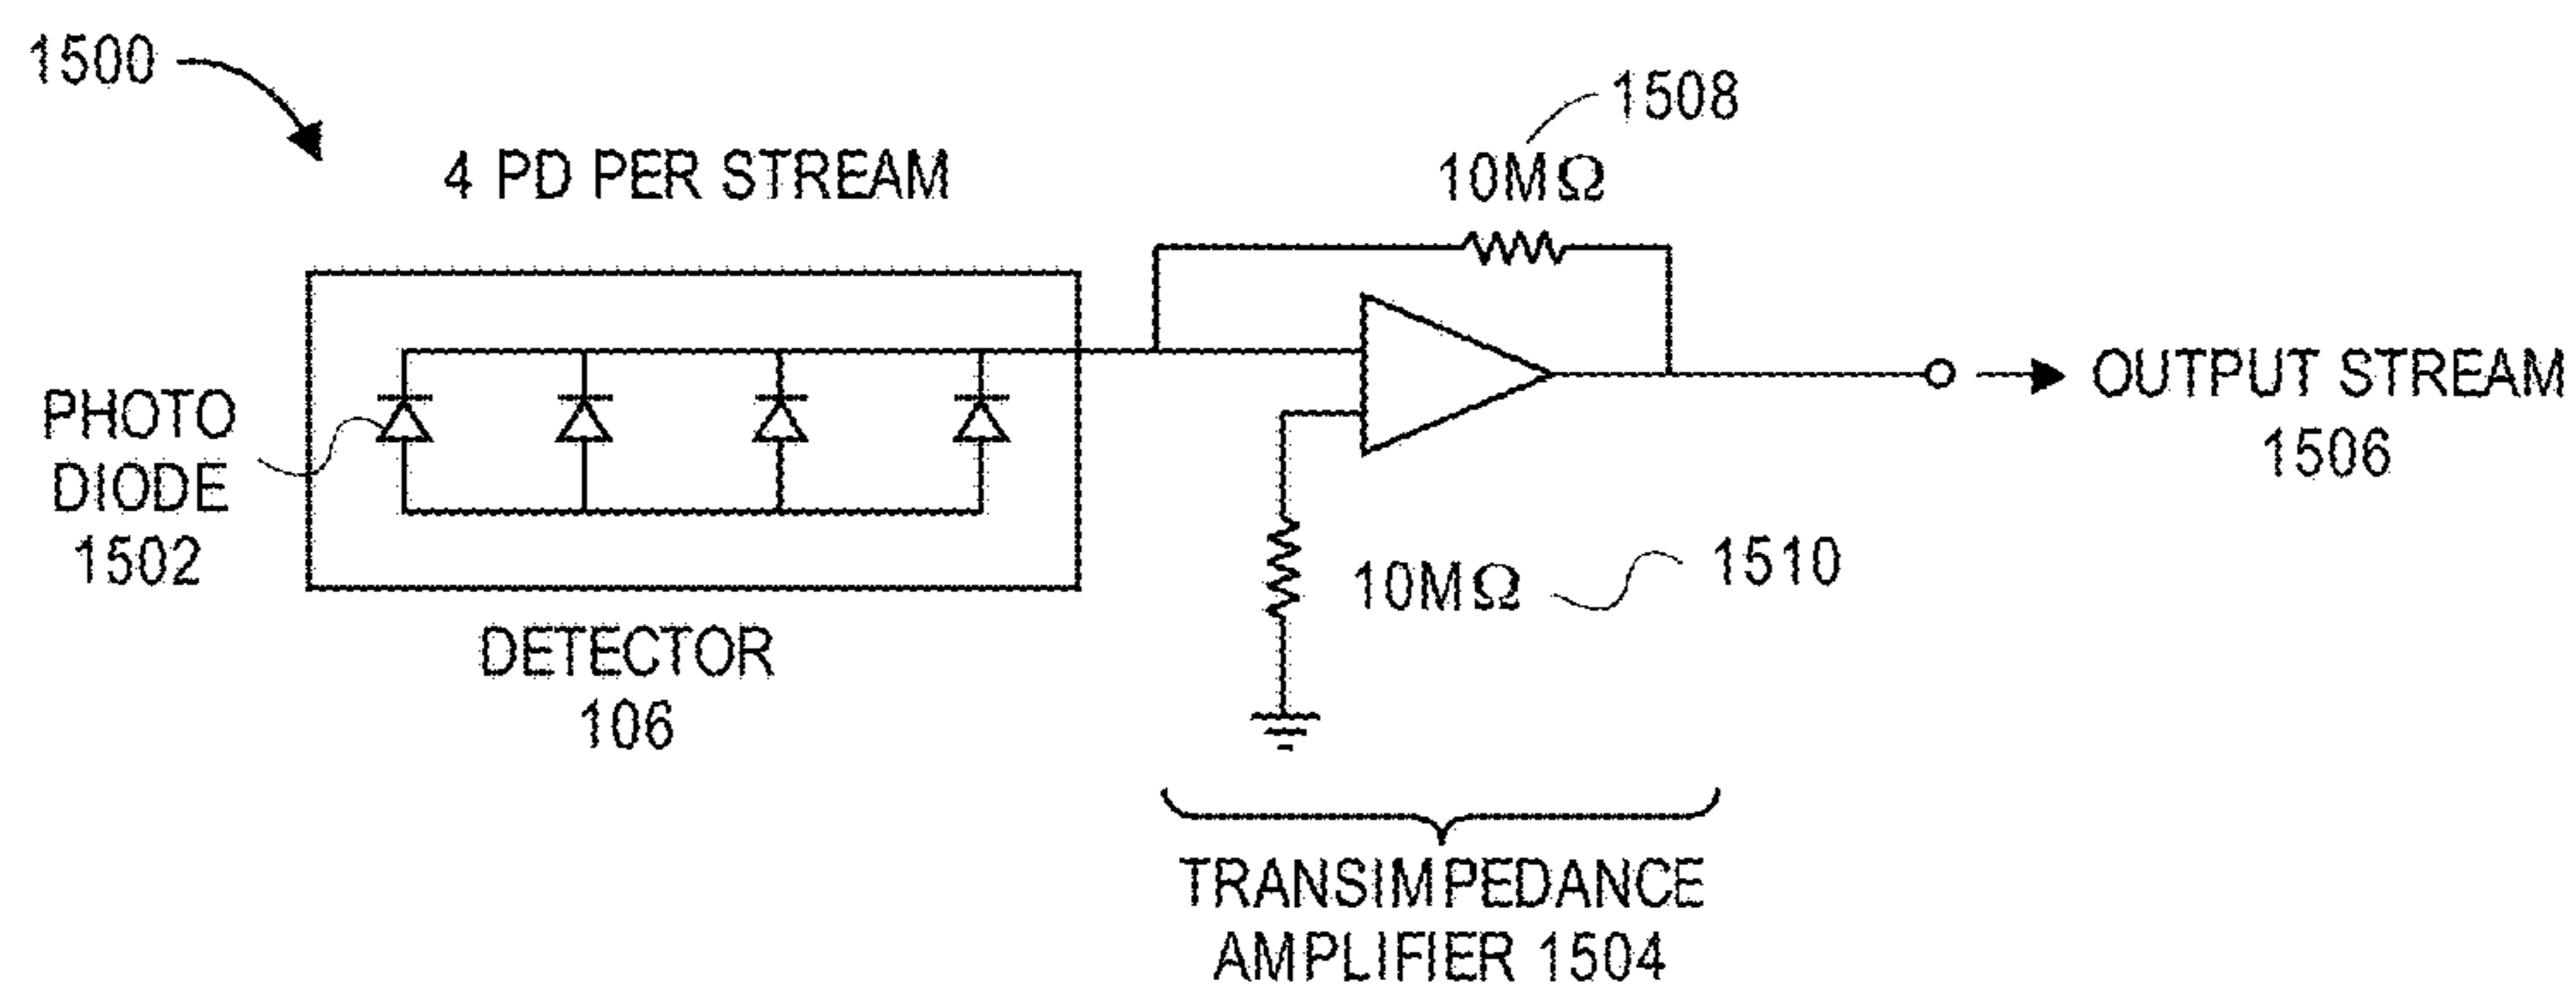 1500
4 PD PER STREAM
1508
10MΩ
PHOTO
DIODE
1502
DETECTOR
106
10MΩ
1510
OUTPUT STREAM
1506
TRANSIMPEDANCE
AMPLIFIER 1504